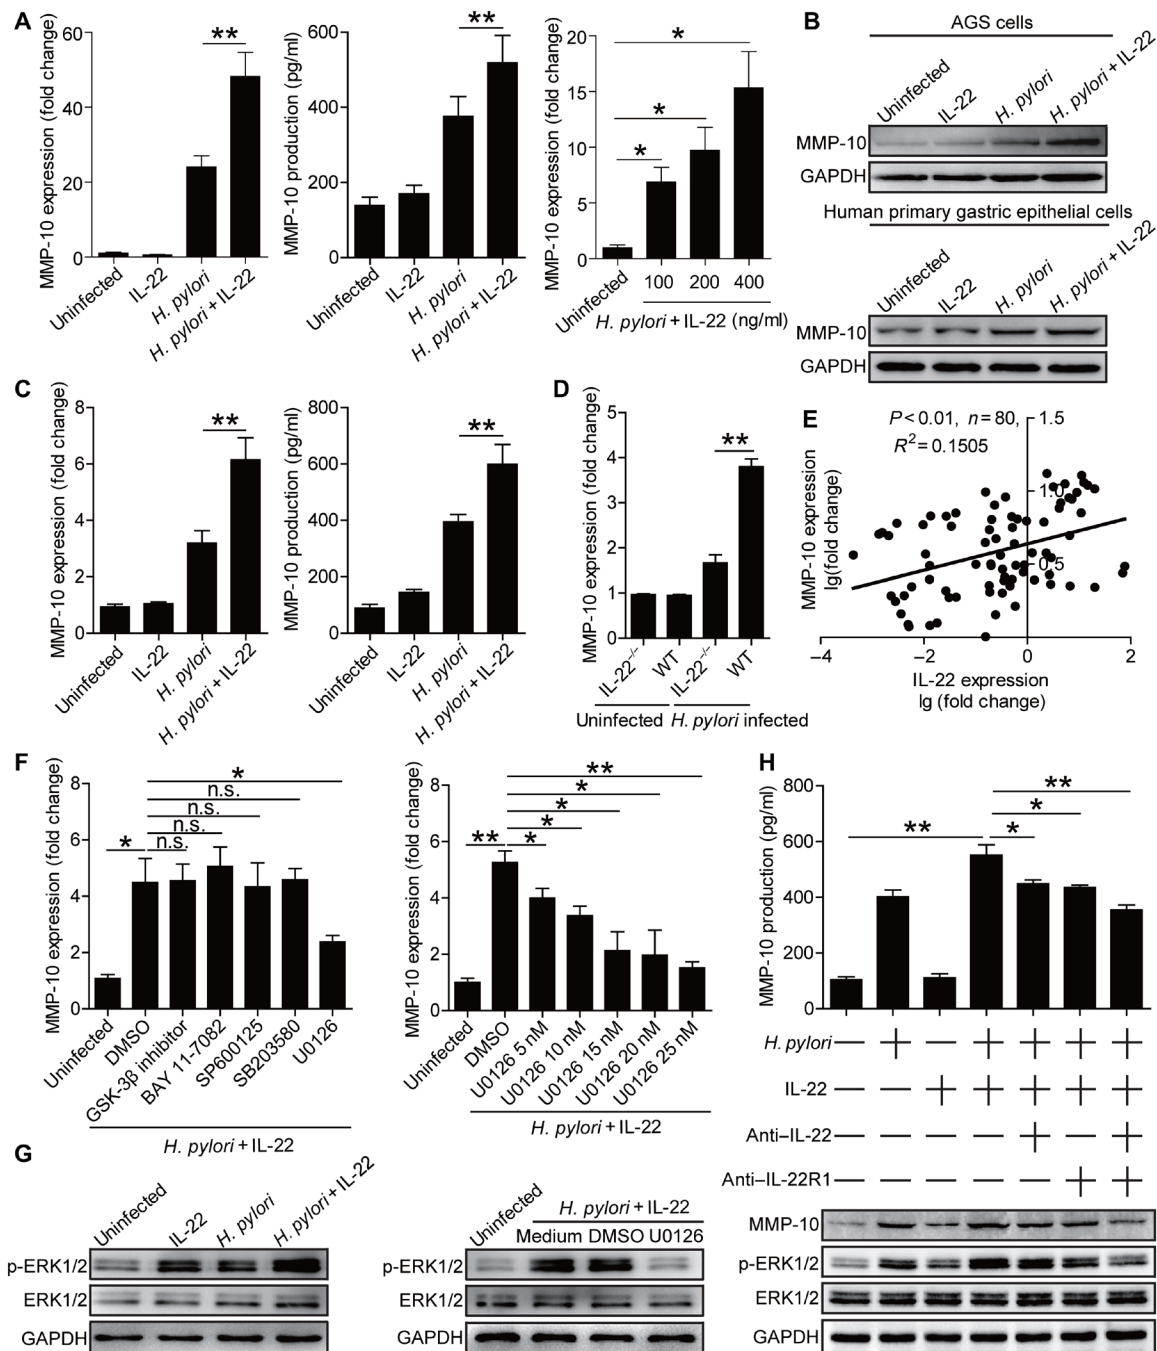 A
MMP-10 expression (fold change)
60
40
20
0
**
Uninfected
IL-22
H. pylori
H. pylori + IL-22
MMP-10 production (pg/ml)
600
400
200
0
**
Uninfected
IL-22
H. pylori
H. pylori + IL-22
MMP-10 expression (fold change)
20
15
10
5
0
*
*
*
Uninfected
100
200
400
H. pylori + IL-22 (ng/ml)
B
AGS cells
Uninfected
IL-22
H. pylori
H. pylori + IL-22
MMP-10
GAPDH
Human primary gastric epithelial cells
Uninfected
IL-22
H. pylori
H. pylori + IL-22
MMP-10
GAPDH
C
MMP-10 expression (fold change)
8
6
4
2
0
**
Uninfected
IL-22
H. pylori
H. pylori + IL-22
MMP-10 production (pg/ml)
800
600
400
200
0
**
Uninfected
IL-22
H. pylori
H. pylori + IL-22
D
MMP-10 expression (fold change)
5
4
3
2
1
0
**
IL-22-/-
WT
IL-22-/-
WT
Uninfected
H. pylori infected
E
P < 0.01, n = 80,
R2 = 0.1505
MMP-10 expression
lg(fold change)
1.5
1.0
0.5
−4
−2
0
2
IL-22 expression
lg (fold change)
F
MMP-10 expression (fold change)
8
6
4
2
0
*
n.s.
n.s.
n.s.
n.s.
*
Uninfected
DMSO
GSK-3β inhibitor
BAY 11-7082
SP600125
SB203580
U0126
H. pylori + IL-22
MMP-10 expression (fold change)
8
6
4
2
0
**
*
*
*
*
**
Uninfected
DMSO
U0126 5 nM
U0126 10 nM
U0126 15 nM
U0126 20 nM
U0126 25 nM
H. pylori + IL-22
G
Uninfected
IL-22
H. pylori
H. pylori + IL-22
p-ERK1/2
ERK1/2
GAPDH
Uninfected
H. pylori + IL-22
Medium DMSO U0126
p-ERK1/2
ERK1/2
GAPDH
H
MMP-10 production (pg/ml)
800
600
400
200
0
**
**
*
*
H. pylori — + — + + + +
IL-22 — — + + + + +
Anti–IL-22 — — — — + — +
Anti–IL-22R1 — — — — — + +
MMP-10
p-ERK1/2
ERK1/2
GAPDH